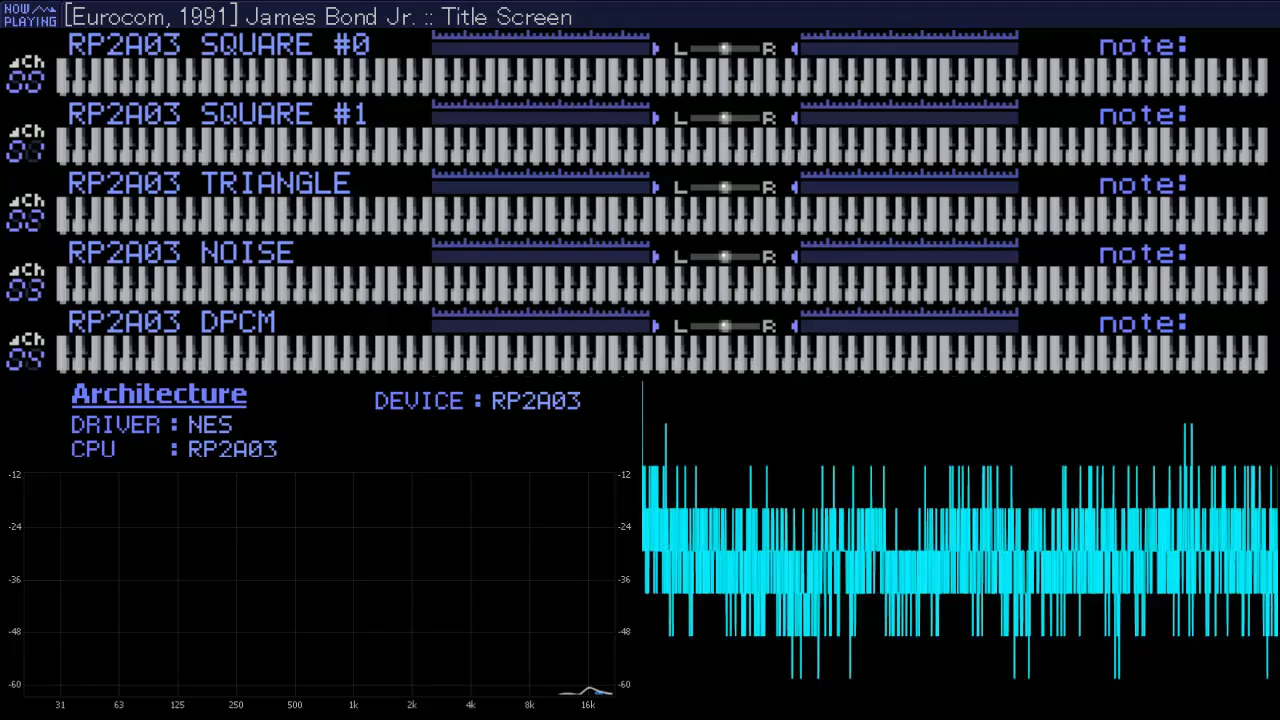 NOW PLAYING [Eurocom, 1991] James Bond Jr. :: Title Screen
RP2A03 SQUARE #0 L R note:
Ch 00
RP2A03 SQUARE #1 L R note:
Ch 01
RP2A03 TRIANGLE L R note:
Ch 02
RP2A03 NOISE L R note:
Ch 03
RP2A03 DPCM L R note:
Ch 04
Architecture
DEVICE : RP2A03
DRIVER : NES
CPU : RP2A03
-12 -12
-24 -24
-36 -36
-48 -48
-60 -60
31 63 125 250 500 1k 2k 4k 8k 16k